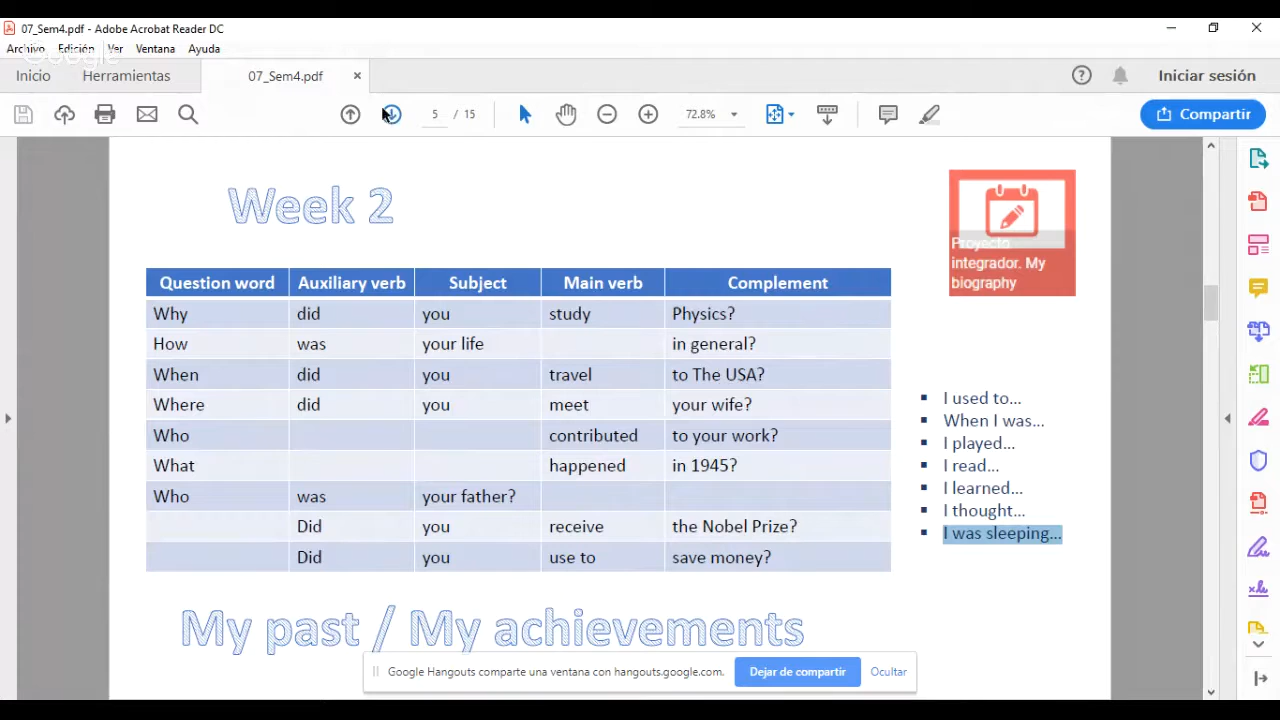 07_Sem4.pdf - Adobe Acrobat Reader DC
Archivo Edición Ver Ventana Ayuda
Google
Inicio Herramientas 07_Sem4.pdf × Iniciar sesión
5 / 15 72.8% Compartir
Week 2
Proyecto
integrador. My
biography
Question word Auxiliary verb Subject Main verb Complement
Why did you study Physics?
How was your life in general?
When did you travel to The USA?
Where did you meet your wife?
Who contributed to your work?
What happened in 1945?
Who was your father?
Did you receive the Nobel Prize?
Did you use to save money?
▪ I used to...
▪ When I was...
▪ I played...
▪ I read...
▪ I learned...
▪ I thought...
▪ I was sleeping...
My past / My achievements
Google Hangouts comparte una ventana con hangouts.google.com. Dejar de compartir Ocultar